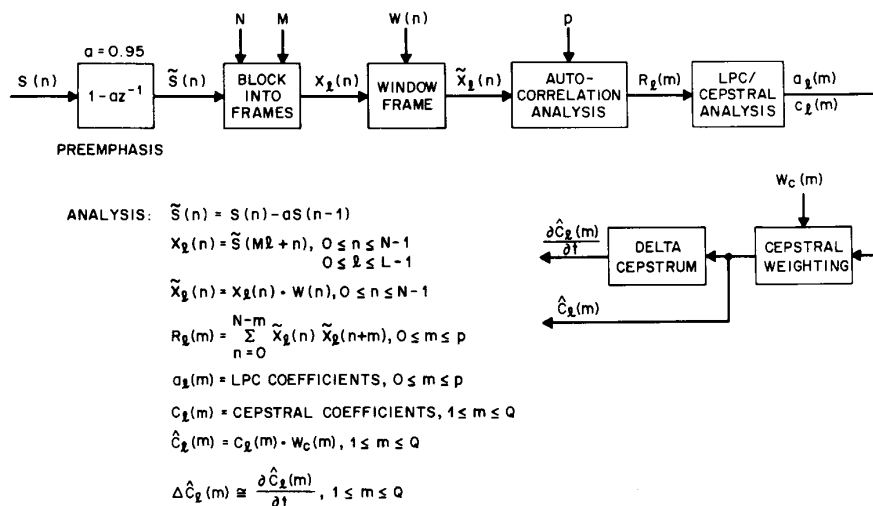 N M W(n) p
a = 0.95
S(n) 1-az⁻¹ S̃(n) BLOCK INTO FRAMES Xℓ(n) WINDOW FRAME X̃ℓ(n) AUTO-CORRELATION ANALYSIS Rℓ(m) LPC/CEPSTRAL ANALYSIS aℓ(m) cℓ(m)
PREEMPHASIS
Wc(m)
∂Ĉℓ(m)/∂t DELTA CEPSTRUM CEPSTRAL WEIGHTING
Ĉℓ(m)
ANALYSIS: S̃(n) = S(n)-aS(n-1)
Xℓ(n) = S̃(Mℓ+n), 0 ≤ n ≤ N-1
0 ≤ ℓ ≤ L-1
X̃ℓ(n) = Xℓ(n) • W(n), 0 ≤ n ≤ N-1
Rℓ(m) = N-m Σ n=0 X̃ℓ(n) X̃ℓ(n+m), 0 ≤ m ≤ p
aℓ(m) = LPC COEFFICIENTS, 0 ≤ m ≤ p
Cℓ(m) = CEPSTRAL COEFFICIENTS, 1 ≤ m ≤ Q
Ĉℓ(m) = Cℓ(m) • Wc(m), 1 ≤ m ≤ Q
ΔĈℓ(m) ≅ ∂Ĉℓ(m)/∂t, 1 ≤ m ≤ Q